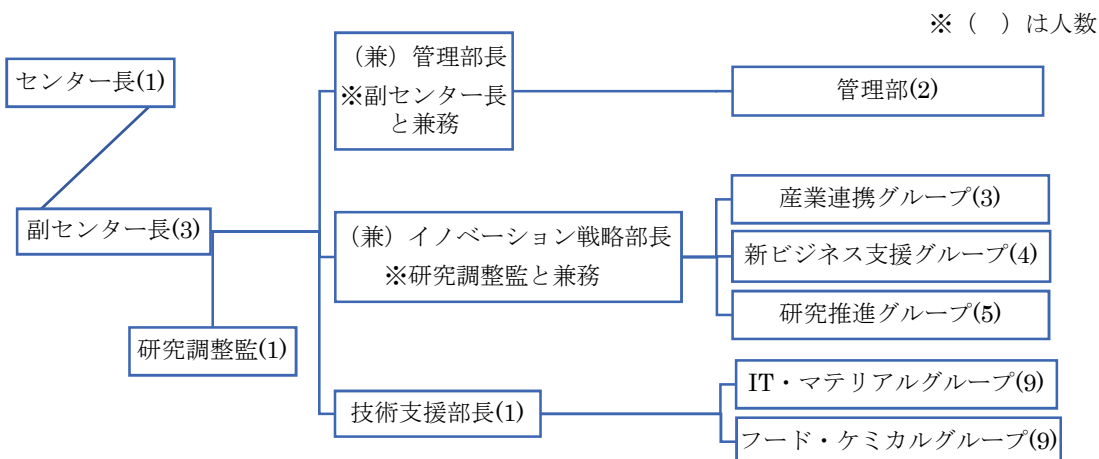 ※（　）は人数
センター長(1)
副センター長(3)
研究調整監(1)
（兼）管理部長
※副センター長
と兼務
管理部(2)
（兼）イノベーション戦略部長
※研究調整監と兼務
産業連携グループ(3)
新ビジネス支援グループ(4)
研究推進グループ(5)
技術支援部長(1)
IT・マテリアルグループ(9)
フード・ケミカルグループ(9)